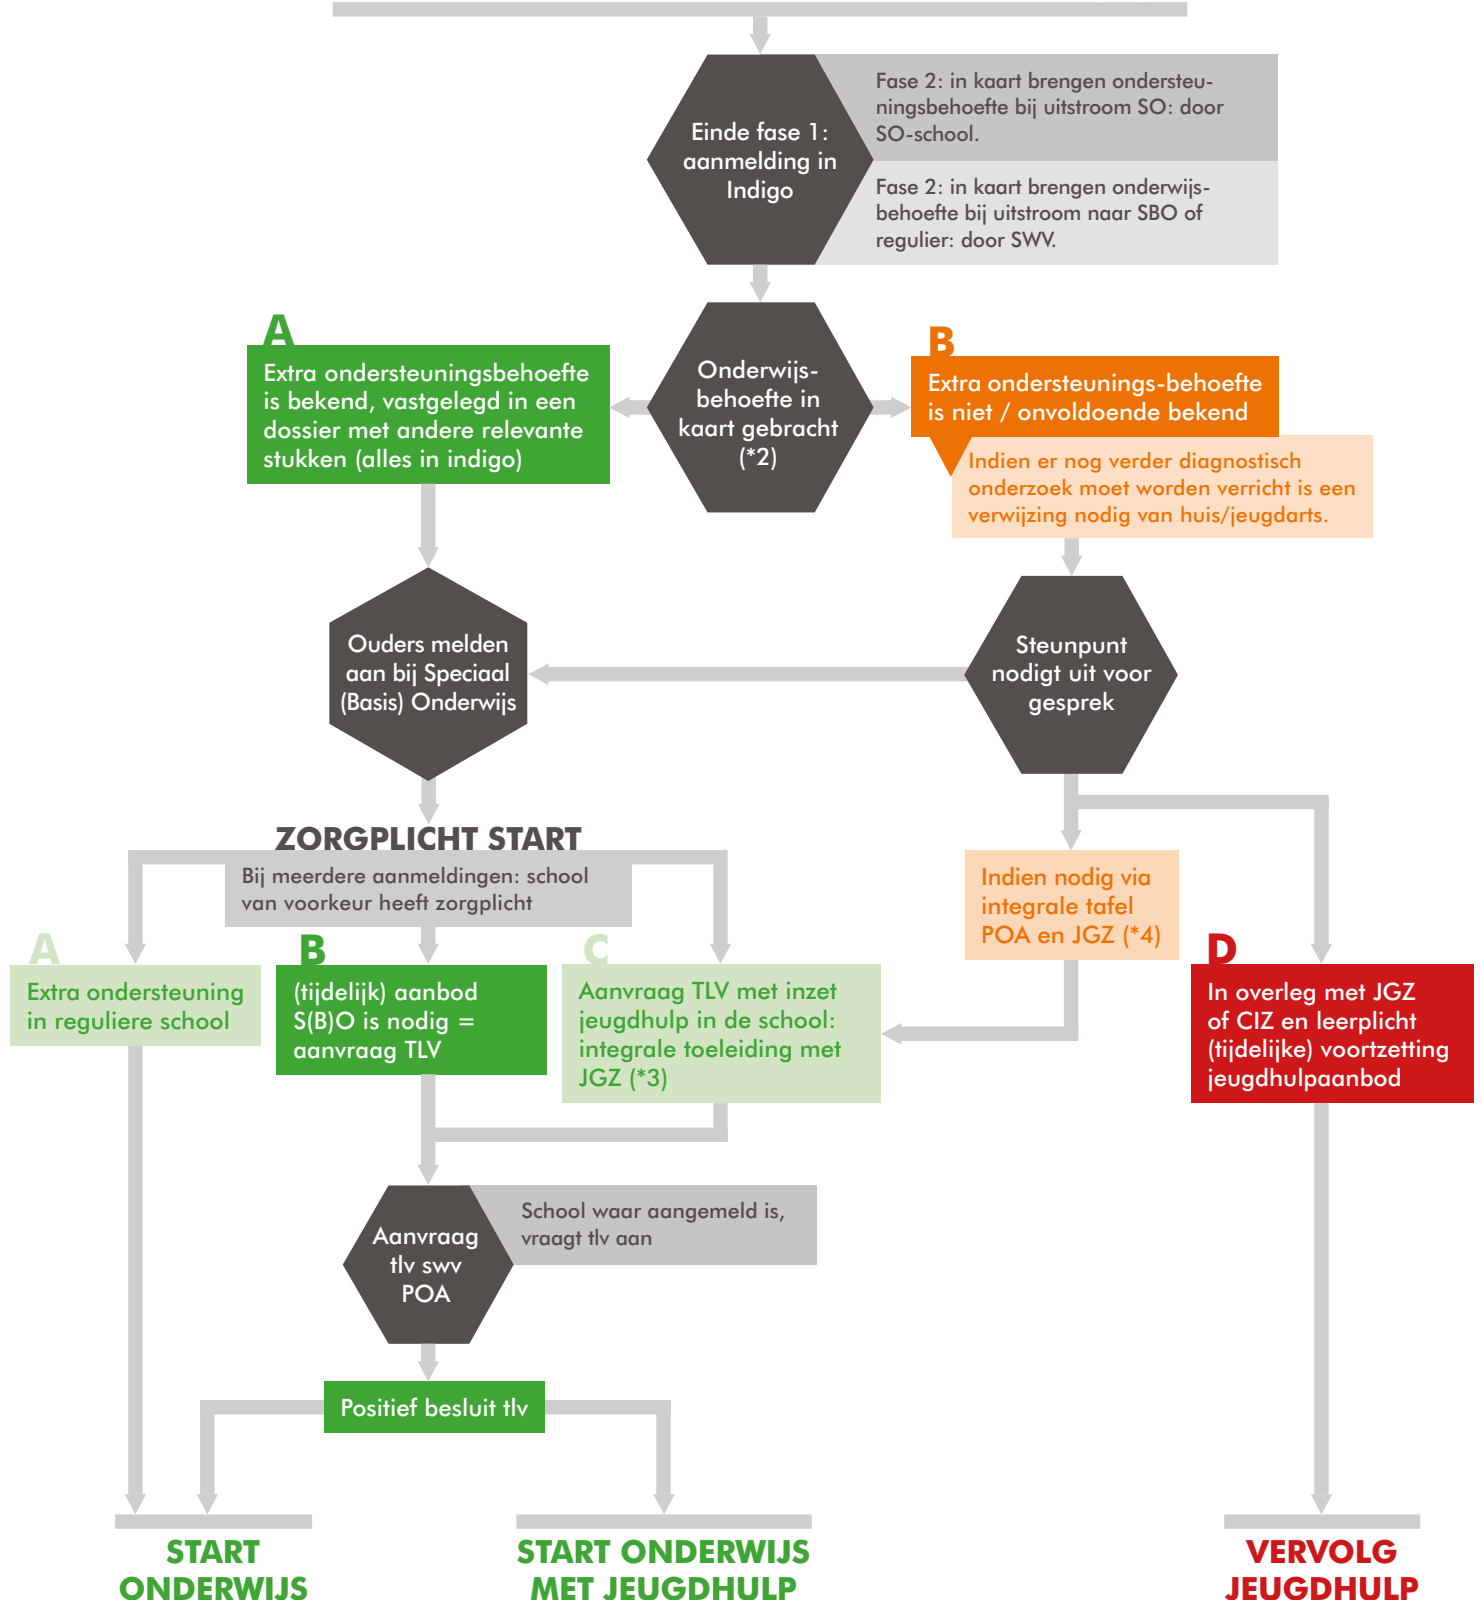 Einde fase 1:
aanmelding in
Indigo
Fase 2: in kaart brengen ondersteu-
ningsbehoefte bij uitstroom SO: door
SO-school.
Fase 2: in kaart brengen onderwijs-
behoefte bij uitstroom naar SBO of
regulier: door SWV.
A
Extra ondersteuningsbehoefte
is bekend, vastgelegd in een
dossier met andere relevante
stukken (alles in indigo)
Onderwijs-
behoefte in
kaart gebracht
(*2)
B
Extra ondersteunings-behoefte
is niet / onvoldoende bekend
Indien er nog verder diagnostisch
onderzoek moet worden verricht is een
verwijzing nodig van huis/jeugdarts.
Ouders melden
aan bij Speciaal
(Basis) Onderwijs
Steunpunt
nodigt uit voor
gesprek
ZORGPLICHT START
Bij meerdere aanmeldingen: school
van voorkeur heeft zorgplicht
Indien nodig via
integrale tafel
POA en JGZ (*4)
A
Extra ondersteuning
in reguliere school
B
(tijdelijk) aanbod
S(B)O is nodig =
aanvraag TLV
C
Aanvraag TLV met inzet
jeugdhulp in de school:
integrale toeleiding met
JGZ (*3)
D
In overleg met JGZ
of CIZ en leerplicht
(tijdelijke) voortzetting
jeugdhulpaanbod
Aanvraag
tlv swv
POA
School waar aangemeld is,
vraagt tlv aan
Positief besluit tlv
START
ONDERWIJS
START ONDERWIJS
MET JEUGDHULP
VERVOLG
JEUGDHULP